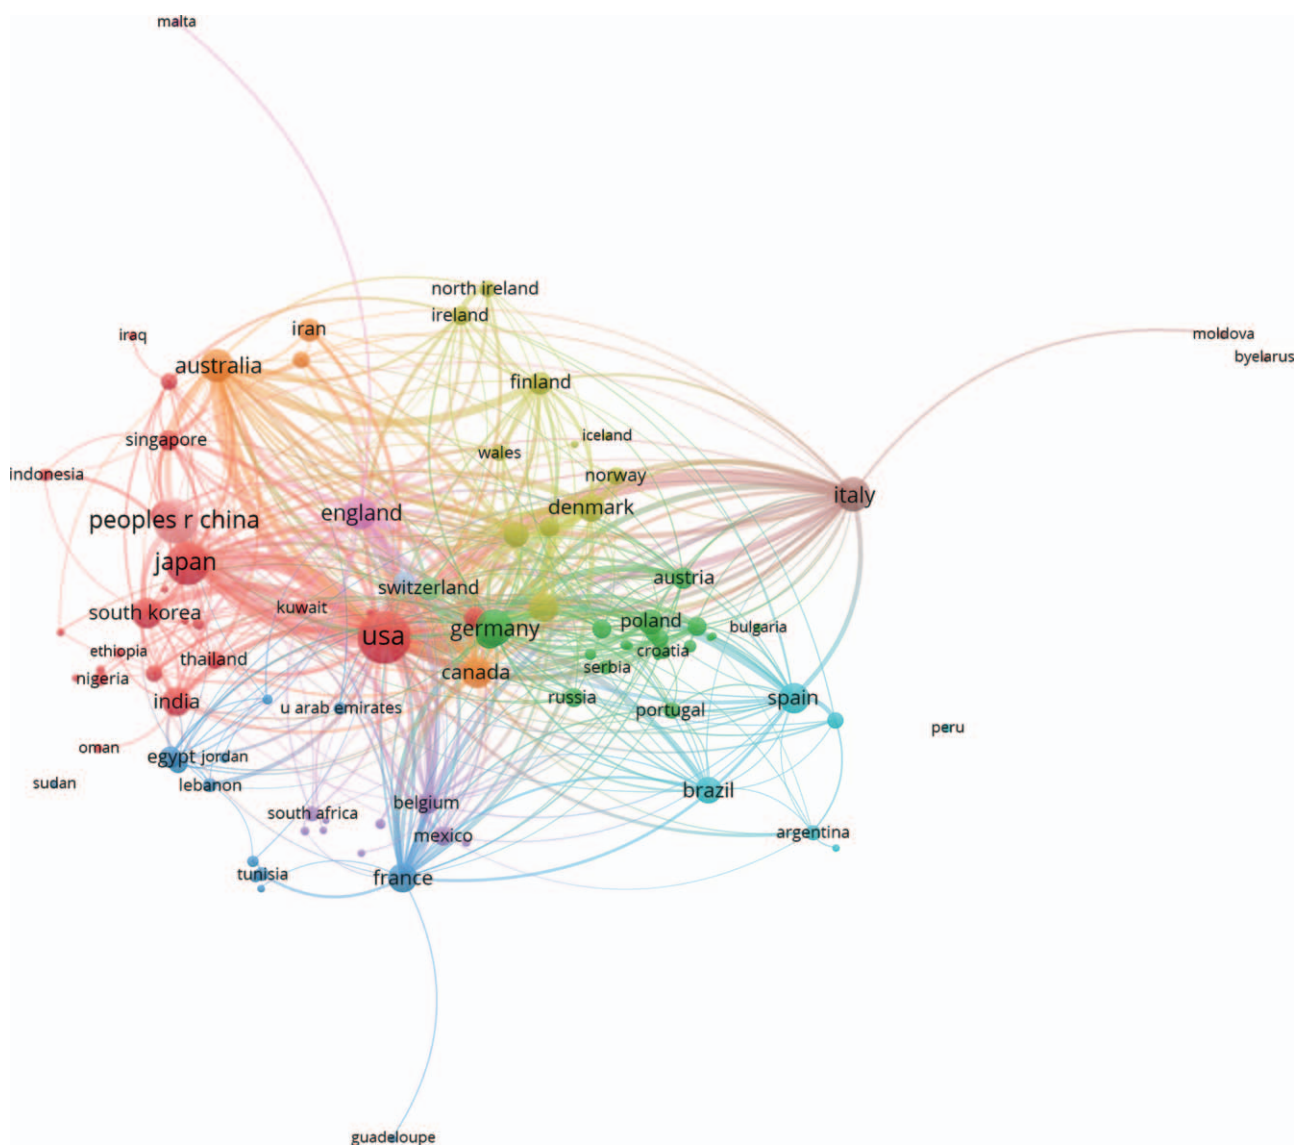 malta
north ireland
ireland
iran
iraq
moldova
byelarus
australia
finland
singapore
iceland
wales
indonesia
norway
italy
denmark
england
peoples r china
japan
austria
switzerland
kuwait
south korea
poland
bulgaria
germany
usa
ethiopia
croatia
thailand
serbia
canada
nigeria
india
russia
spain
u arab emirates
portugal
peru
oman
egypt
jordan
sudan
lebanon
brazil
belgium
south africa
argentina
mexico
tunisia
france
guadeloupe